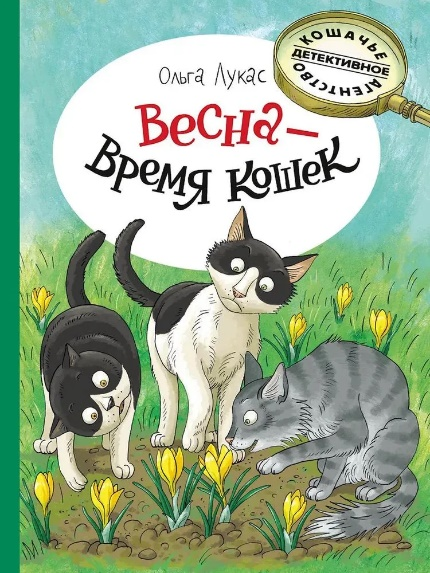 КОШАЧЬЕ
ДЕТЕКТИВНОЕ
АГЕНТСТВО
Ольга Лукас
Весна—
Время кошек